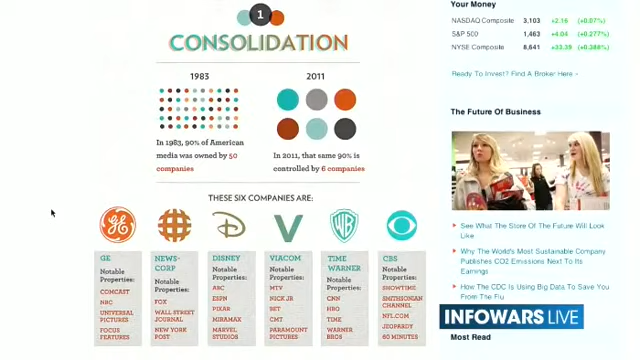 1
CONSOLIDATION
1983
2011
In 1983, 90% of American
media was owned by 50
companies
In 2011, that same 90% is
controlled by 6 companies
THESE SIX COMPANIES ARE:
GE
D
V
WB
GE
Notable
Properties:
COMCAST
NBC
UNIVERSAL
PICTURES
FOCUS
FEATURES
NEWS-
CORP
Notable
Properties:
FOX
WALL STREET
JOURNAL
NEW YORK
POST
DISNEY
Notable
Properties:
ABC
ESPN
PIXAR
MIRAMAX
MARVEL
STUDIOS
VIACOM
Notable
Properties:
MTV
NICK JR
BET
CMT
PARAMOUNT
PICTURES
TIME
WARNER
Notable
Properties:
CNN
HBO
TIME
WARNER
BROS
CBS
Notable
Properties:
SHOWTIME
SMITHSONIAN
CHANNEL
NFL.COM
JEOPARDY
60 MINUTES
Your Money
NASDAQ Composite 3,103 +2.16 (+0.07%)
S&P 500 1,463 +4.04 (+0.277%)
NYSE Composite 8,641 +33.39 (+0.388%)
Ready To Invest? Find A Broker Here
The Future Of Business
See What The Store Of The Future Will Look
Like
Why The World's Most Sustainable Company
Publishes CO2 Emissions Next To Its
Earnings
How The CDC Is Using Big Data To Save You
From The Flu
INFOWARS LIVE
Most Read